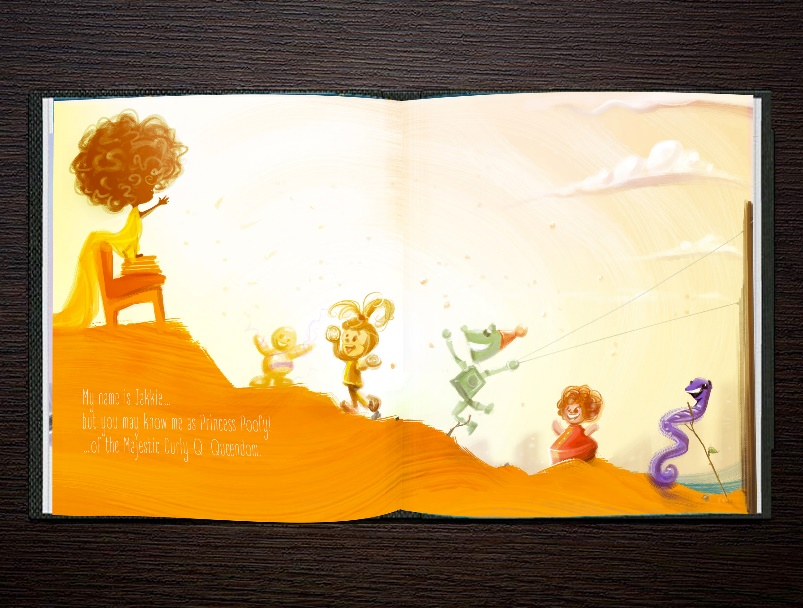 My name is Jakkie...
but you may know me as Princess Poofy!
...of the Majestic Curly-Q Queendom.